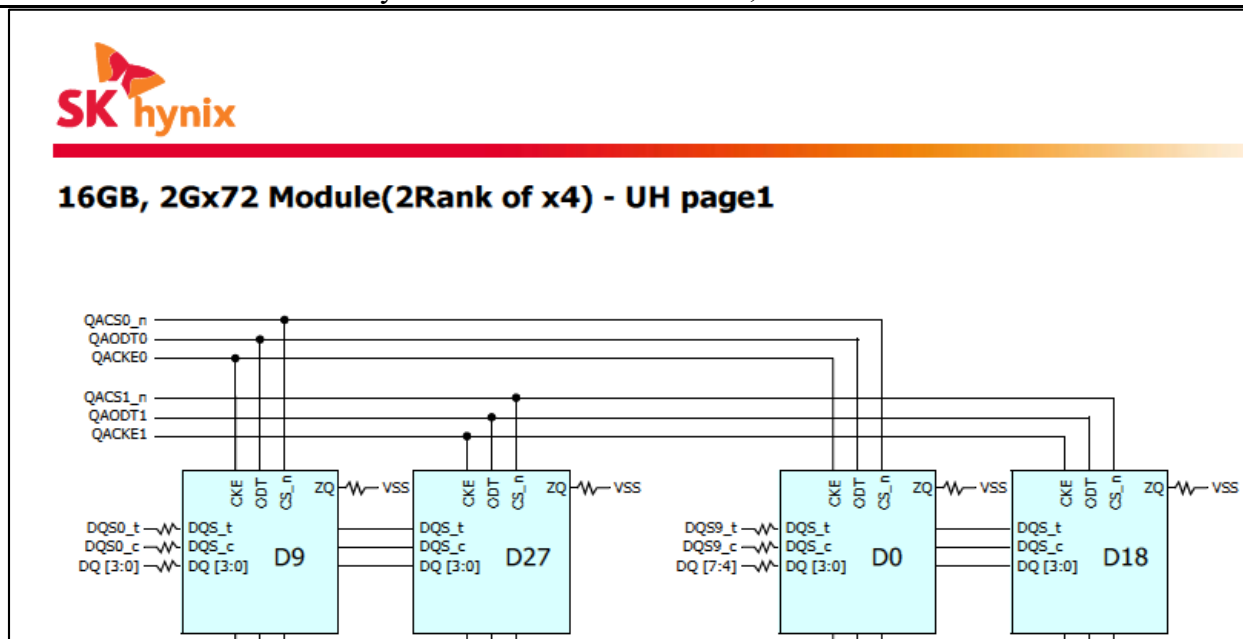 SK hynix
16GB, 2Gx72 Module(2Rank of x4) - UH page1
QACS0_n
QAODT0
QACKE0
QACS1_n
QAODT1
QACKE1
CKE ODT CS_n ZQ VSS
CKE ODT CS_n ZQ VSS
CKE ODT CS_n ZQ VSS
CKE ODT CS_n ZQ VSS
DQS0_t DQS_t
DQS0_c DQS_c
DQ [3:0] DQ [3:0]
D9
DQS_t
DQS_c
DQ [3:0]
D27
DQS9_t DQS_t
DQS9_c DQS_c
DQ [7:4] DQ [3:0]
D0
DQS_t
DQS_c
DQ [3:0]
D18